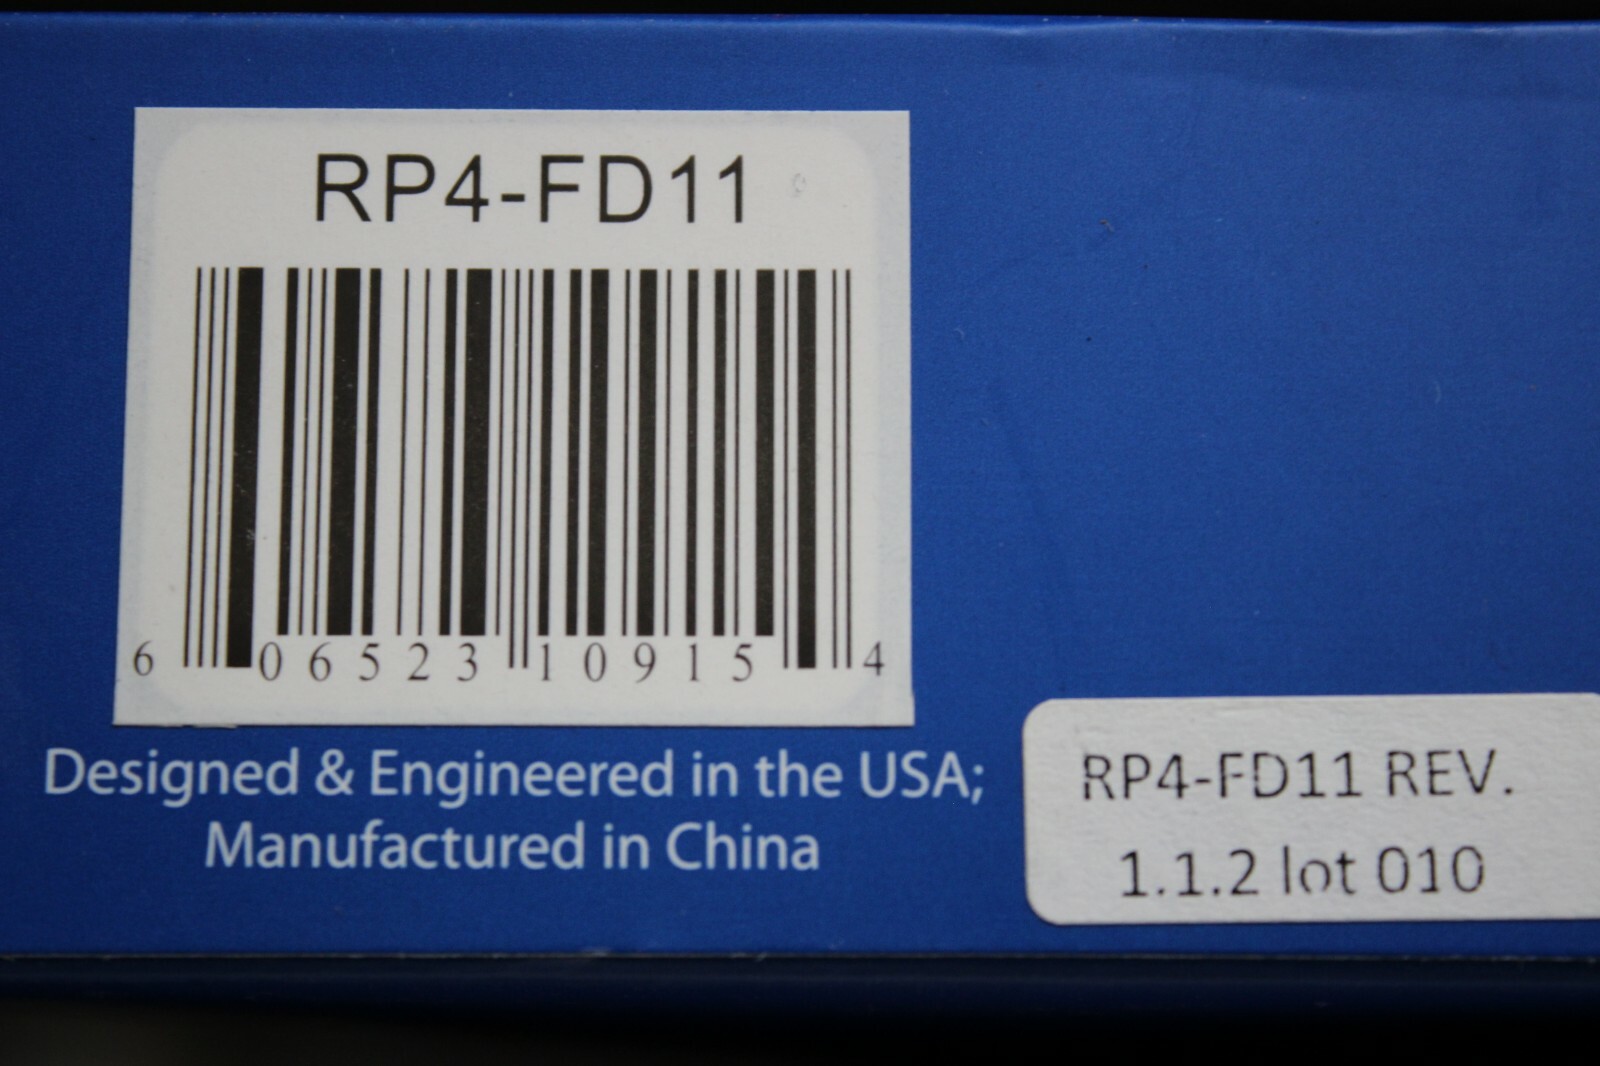 RP4-FD11
6 06523 10915 4
Designed & Engineered in the USA;
Manufactured in China
RP4-FD11 REV.
1.1.2 lot 010